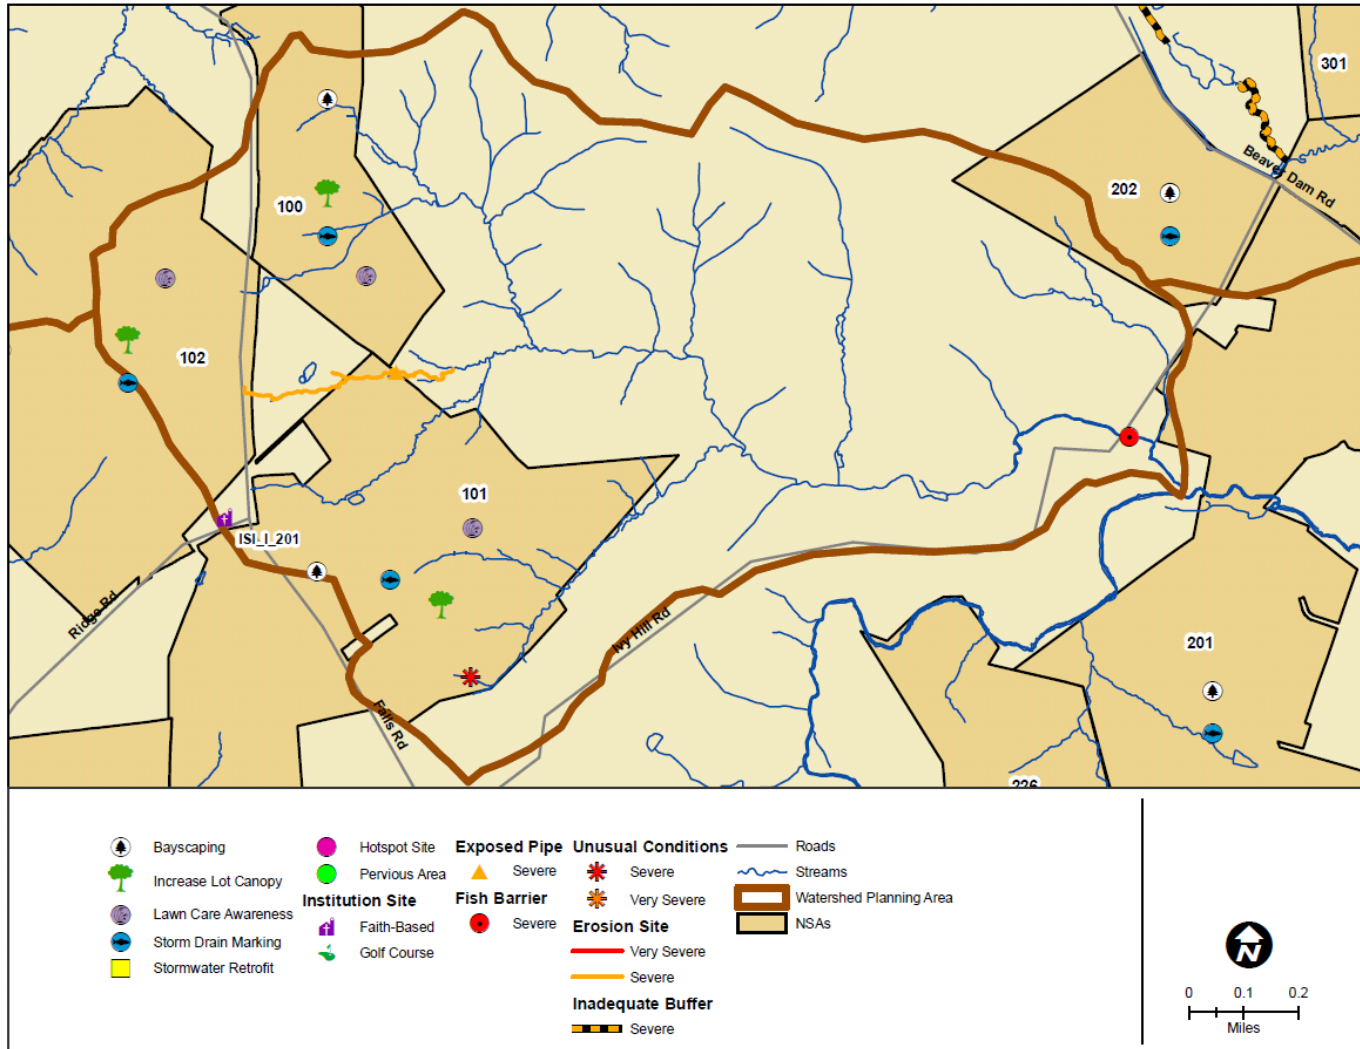 301
Beaver Dam Rd
202
100
102
101
ISI_I_201
Ridge Rd
Ivy Hill Rd
Falls Rd
201
226
Bayscaping
Increase Lot Canopy
Lawn Care Awareness
Storm Drain Marking
Stormwater Retrofit
Hotspot Site
Pervious Area
Institution Site
Faith-Based
Golf Course
Exposed Pipe
Severe
Fish Barrier
Severe
Unusual Conditions
Severe
Very Severe
Erosion Site
Very Severe
Severe
Inadequate Buffer
Severe
Roads
Streams
Watershed Planning Area
NSAs
N
0 0.1 0.2
Miles